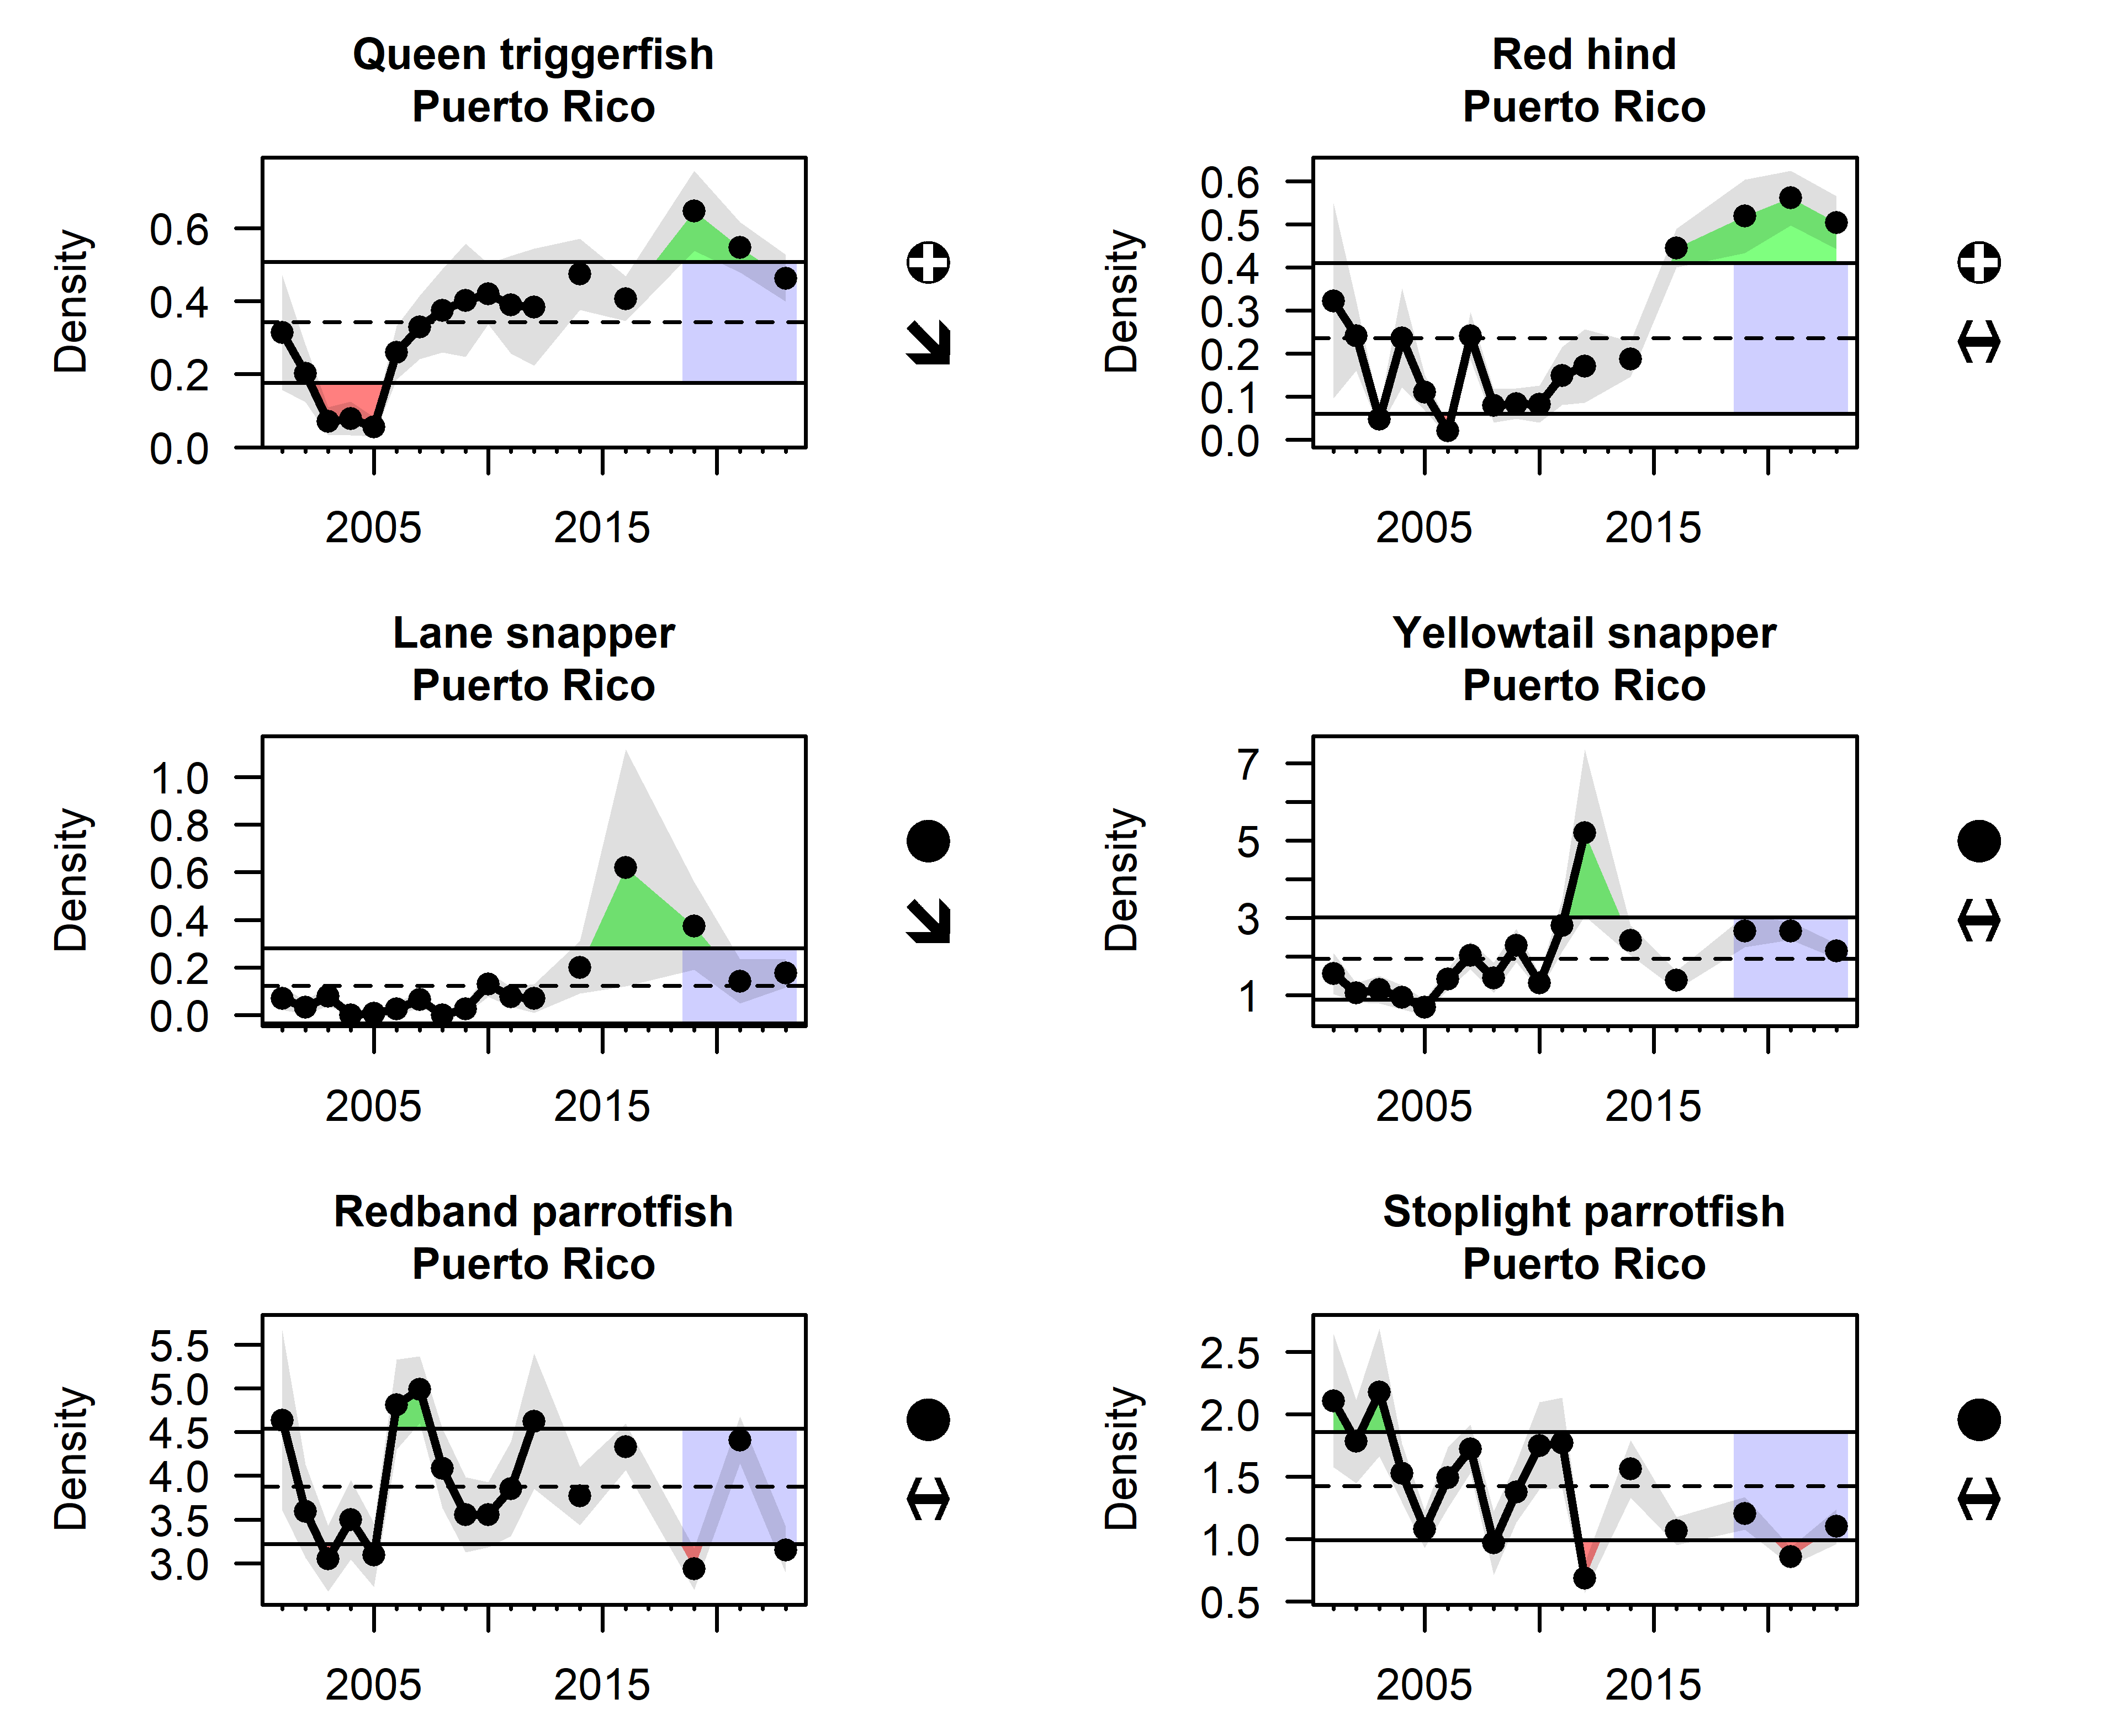 Queen triggerfish
Puerto Rico
Density
0.6
0.4
0.2
0.0
2005 2015
Red hind
Puerto Rico
Density
0.6
0.5
0.4
0.3
0.2
0.1
0.0
2005 2015
Lane snapper
Puerto Rico
Density
1.0
0.8
0.6
0.4
0.2
0.0
2005 2015
Yellowtail snapper
Puerto Rico
Density
7
5
3
1
2005 2015
Redband parrotfish
Puerto Rico
Density
5.5
5.0
4.5
4.0
3.5
3.0
2005 2015
Stoplight parrotfish
Puerto Rico
Density
2.5
2.0
1.5
1.0
0.5
2005 2015